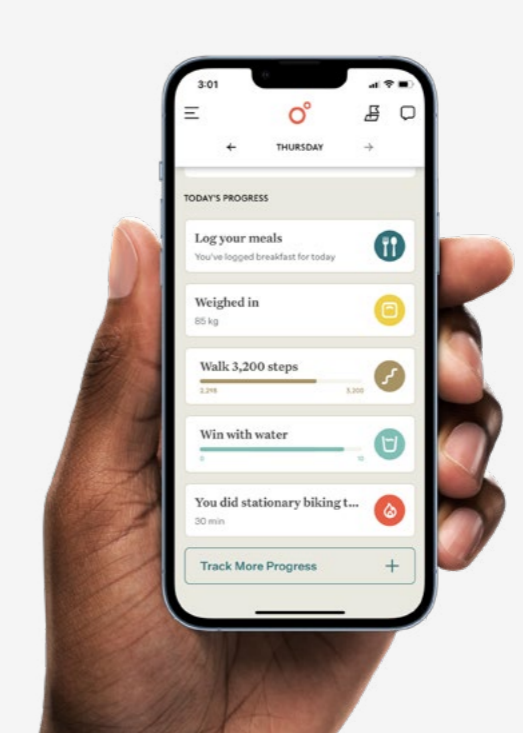 3:01
THURSDAY
TODAY'S PROGRESS
Log your meals
You've logged breakfast for today
Weighed in
85 kg
Walk 3,200 steps
3,200
Win with water
0 10
You did stationary biking t...
30 min
Track More Progress